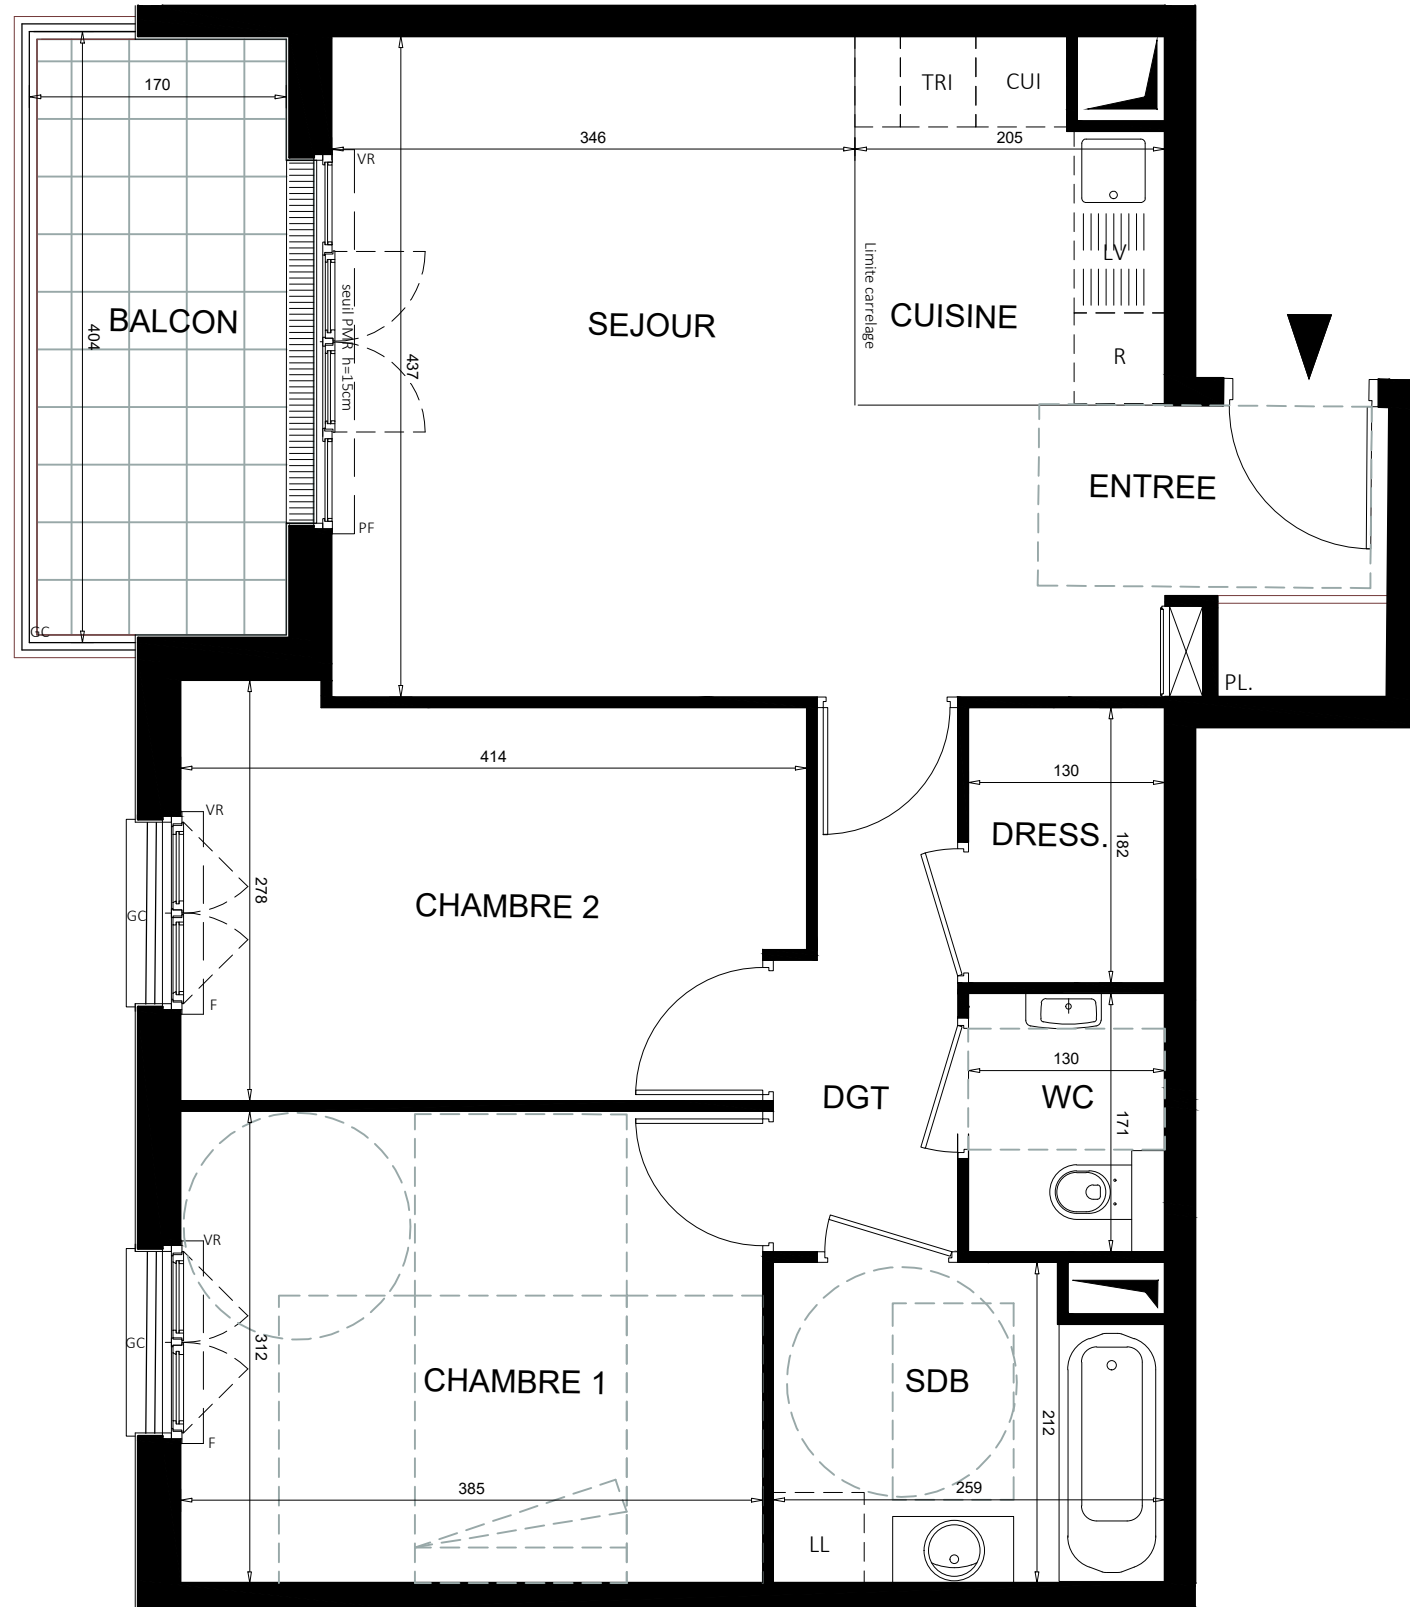 TRI
CUI
170
346
205
VR
LV
Limite carrelage
seuil PMR h=15cm
BALCON
404
SEJOUR
CUISINE
437
R
ENTREE
PF
GC
PL.
414
130
VR
DRESS.
182
278
CHAMBRE 2
GC
F
130
DGT
WC
171
VR
GC
312
CHAMBRE 1
SDB
212
F
385
259
LL